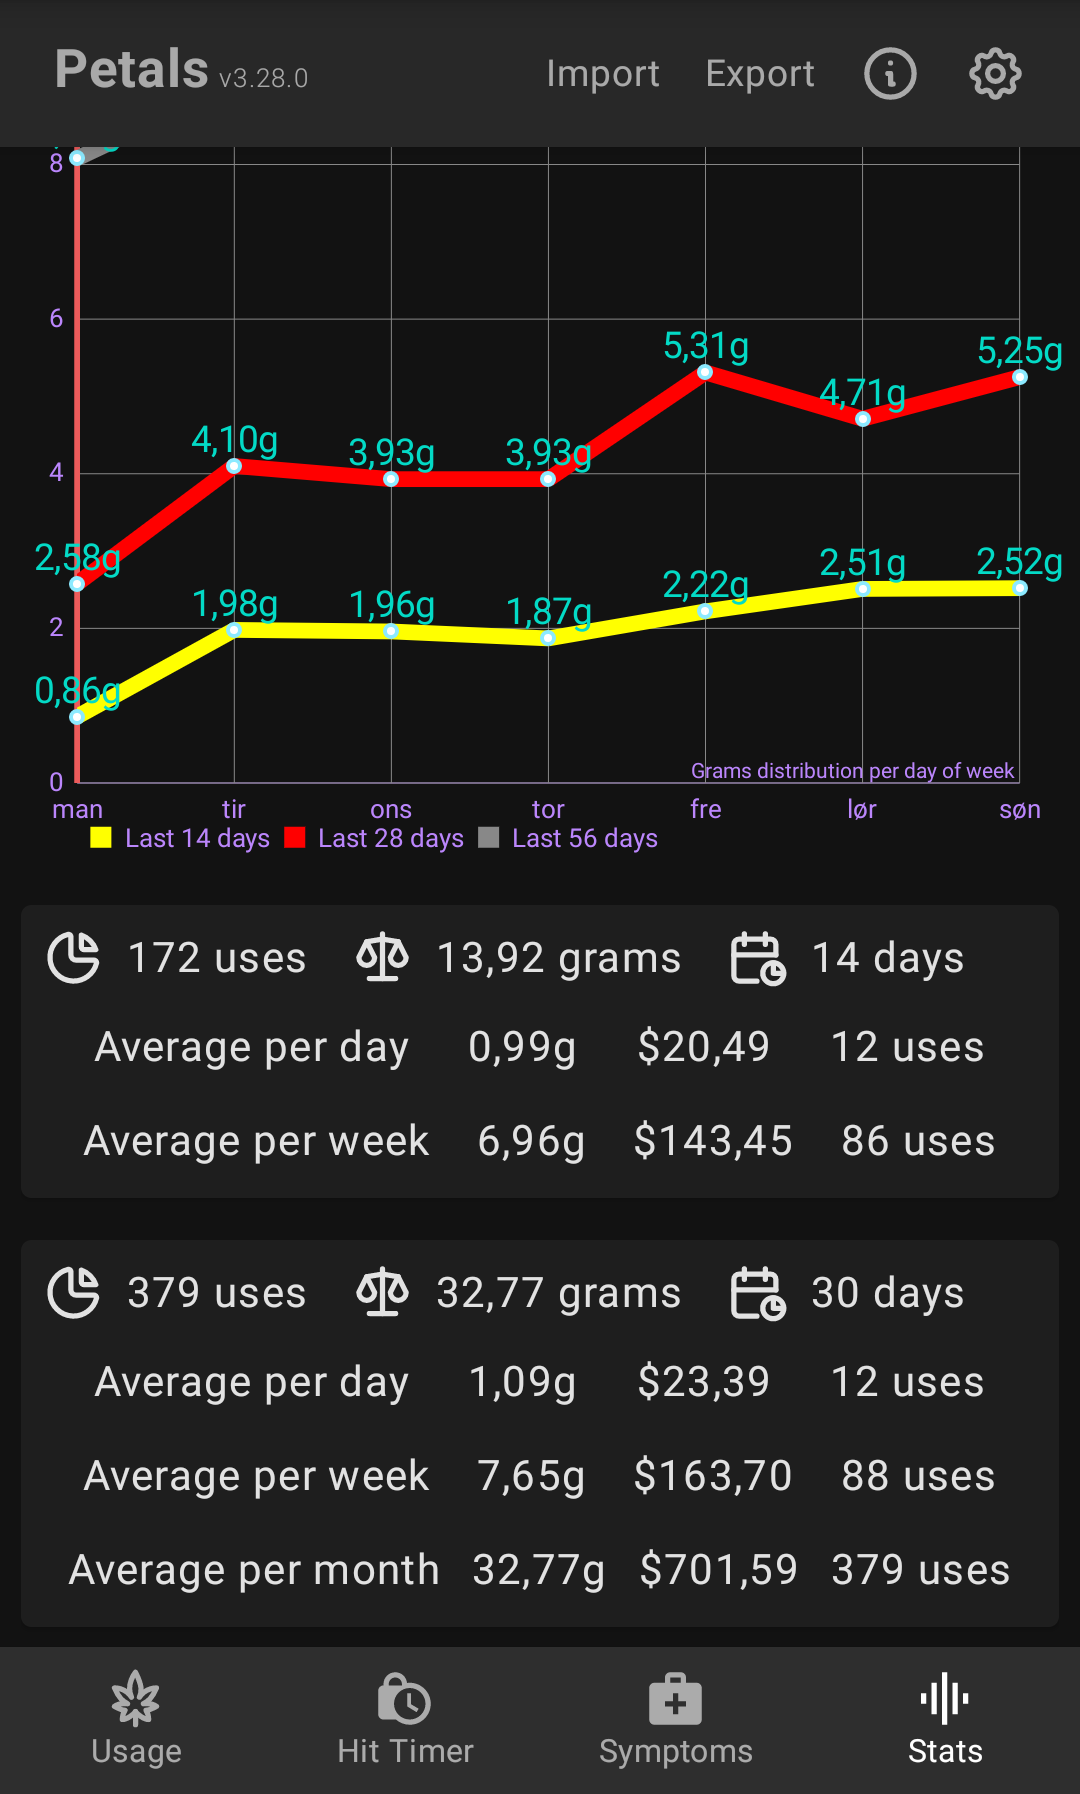 Petals v3.28.0 Import Export
8
6
5,31g
5,25g
4,71g
4,10g
3,93g
3,93g
4
2,58g
2,51g
2,52g
2,22g
1,98g
1,96g
1,87g
2
0,86g
0
Grams distribution per day of week
man tir ons tor fre lør søn
Last 14 days Last 28 days Last 56 days
172 uses 13,92 grams 14 days
Average per day 0,99g $20,49 12 uses
Average per week 6,96g $143,45 86 uses
379 uses 32,77 grams 30 days
Average per day 1,09g $23,39 12 uses
Average per week 7,65g $163,70 88 uses
Average per month 32,77g $701,59 379 uses
Usage Hit Timer Symptoms Stats